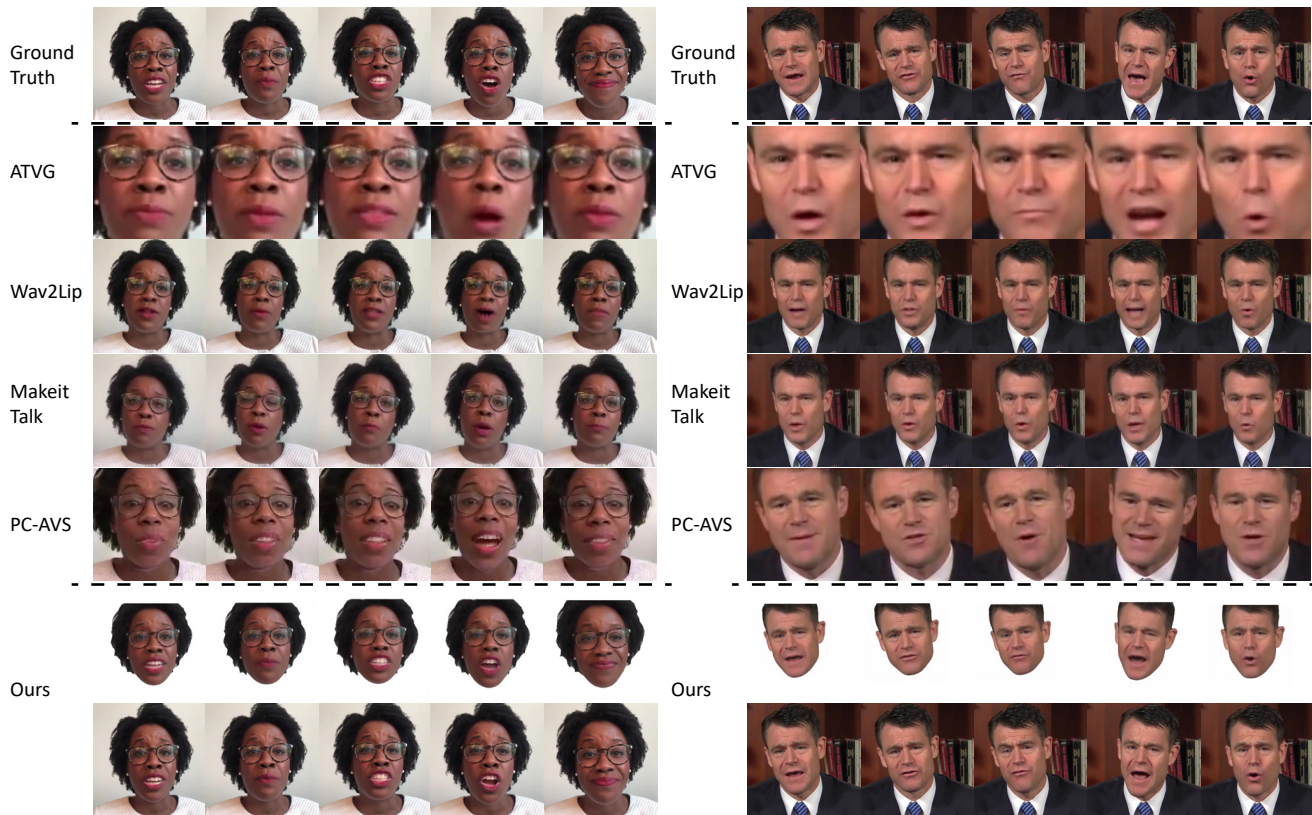 Ground
Truth
ATVG
Wav2Lip
Makeit
Talk
PC-AVS
Ours
Ground
Truth
ATVG
Wav2Lip
Makeit
Talk
PC-AVS
Ours